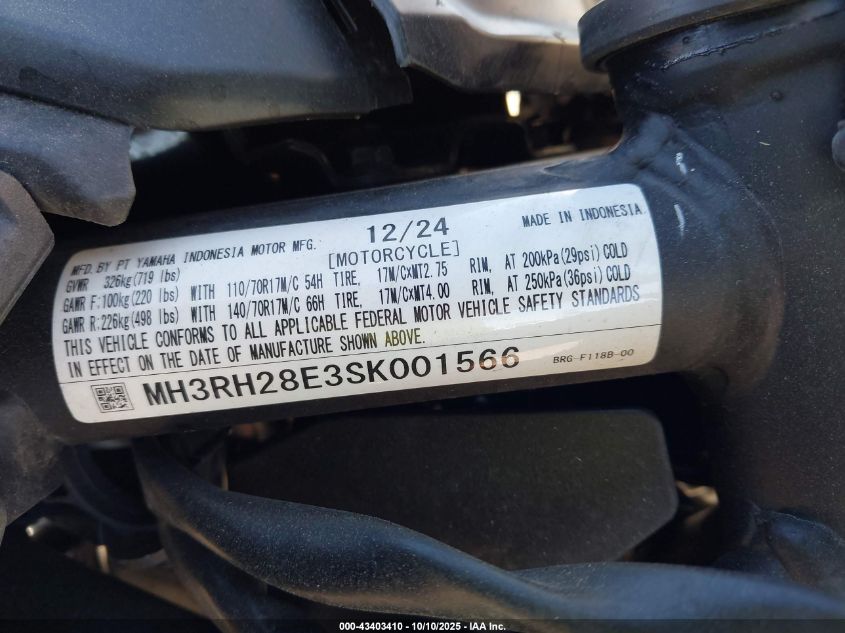 MFD. BY PT YAMAHA INDONESIA MOTOR MFG. 12/24 MADE IN INDONESIA
GVWR 326kg(719 lbs) [MOTORCYCLE]
GAWR F:100kg(220 lbs) WITH 110/70R17M/C 54H TIRE, 17M/CxMT2.75 RIM, AT 200kPa(29psi) COLD
GAWR R:226kg(498 lbs) WITH 140/70R17M/C 66H TIRE, 17M/CxMT4.00 RIM, AT 250kPa(36psi) COLD
THIS VEHICLE CONFORMS TO ALL APPLICABLE FEDERAL MOTOR VEHICLE SAFETY STANDARDS
IN EFFECT ON THE DATE OF MANUFACTURE SHOWN ABOVE.
MH3RH28E3SK001566 BRG-F118B-00
000-43403410 - 10/10/2025 - IAA Inc.